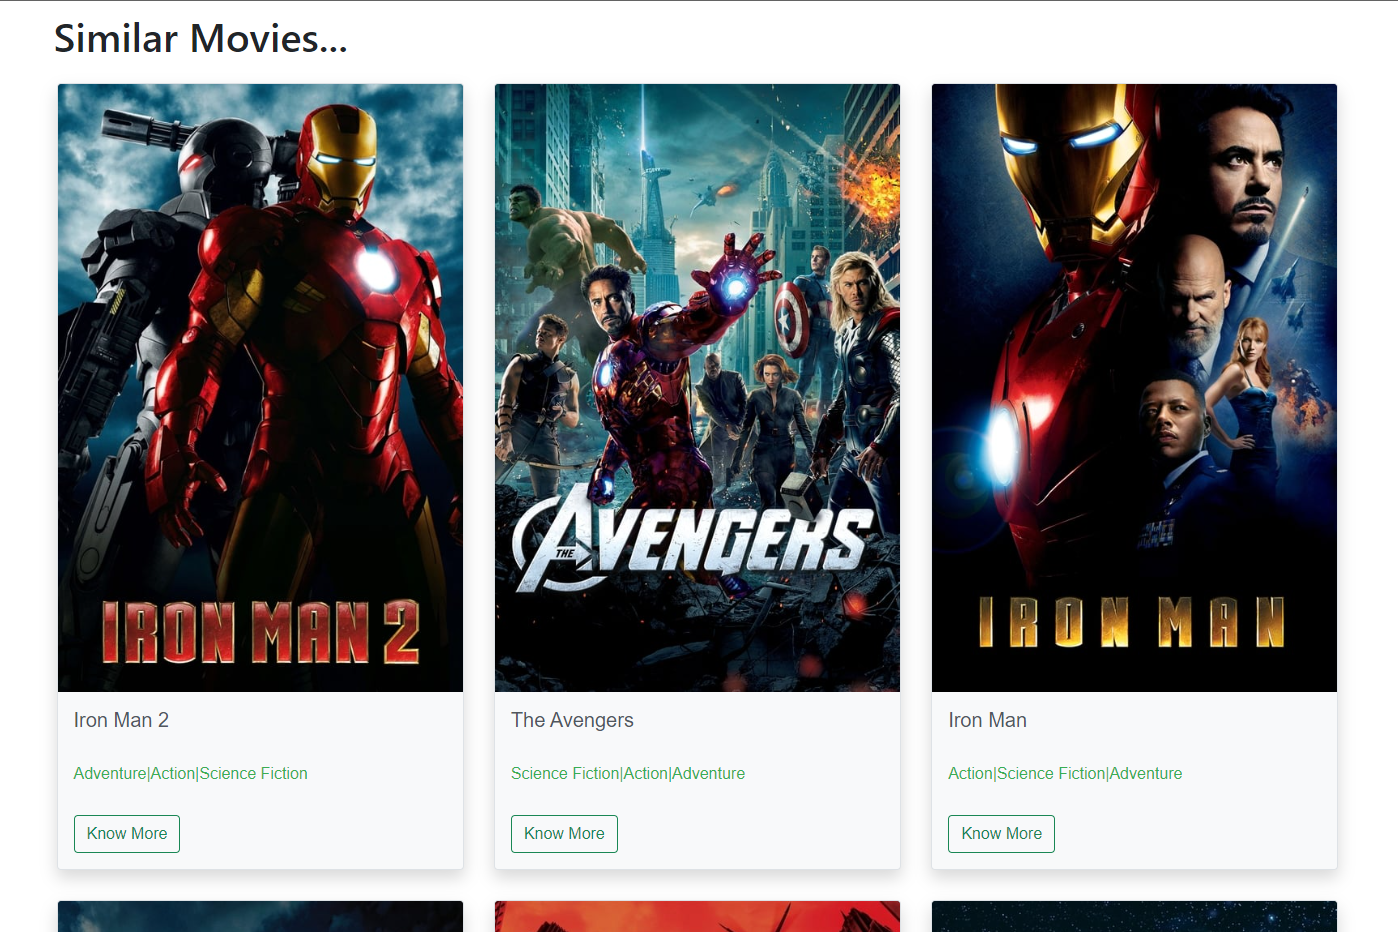 Similar Movies...
IRON MAN 2
THE AVENGERS
IRON MAN
Iron Man 2
The Avengers
Iron Man
Adventure|Action|Science Fiction
Science Fiction|Action|Adventure
Action|Science Fiction|Adventure
Know More
Know More
Know More